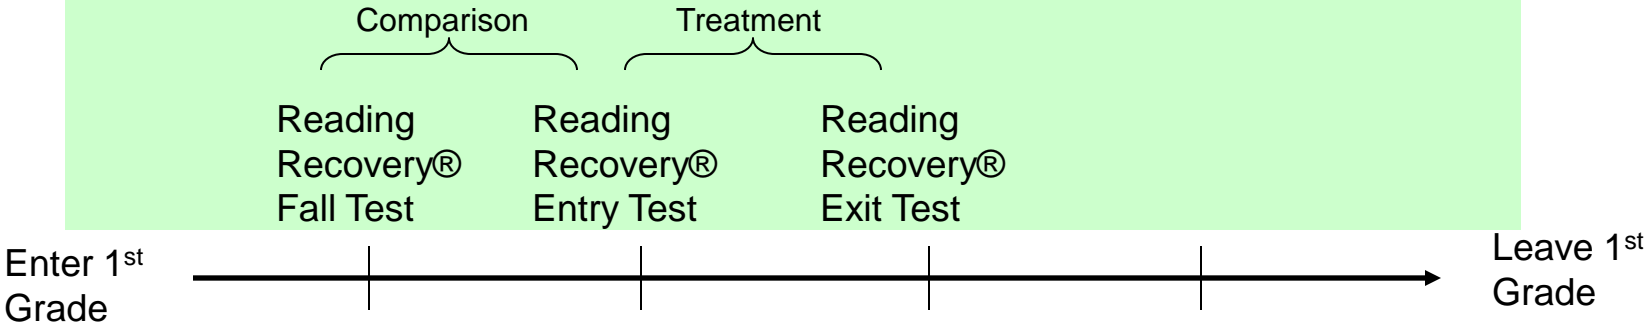 Comparison
Treatment
Reading
Recovery®
Fall Test
Reading
Recovery®
Entry Test
Reading
Recovery®
Exit Test
Enter 1st
Grade
Leave 1st
Grade